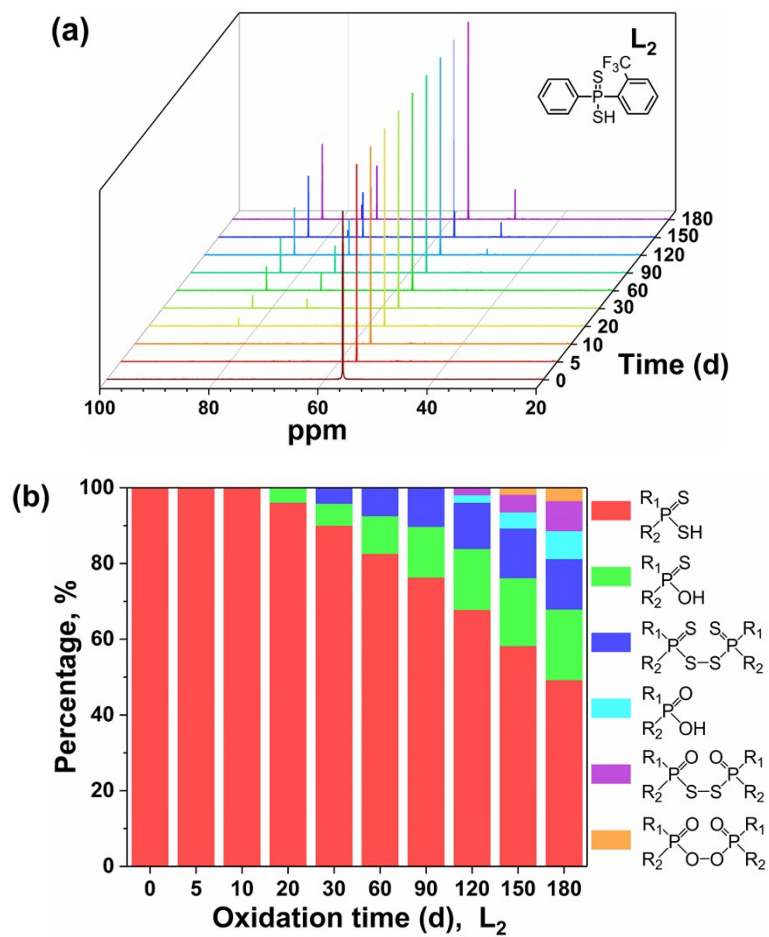 (a)
L₂
F₃C
S
P
SH
180
150
120
90
60
30
20
10
5
0
Time (d)
100 80 60 40 20
ppm
(b)
100
80
60
40
20
0
Percentage, %
0 5 10 20 30 60 90 120 150 180
Oxidation time (d), L₂
R₁ S
P
R₂ SH
R₁ S
P
R₂ OH
R₁ S S R₁
P P
R₂ S S R₂
R₁ O
P
R₂ OH
R₁ O O R₁
P P
R₂ S S R₂
R₁ O O R₁
P P
R₂ O O R₂